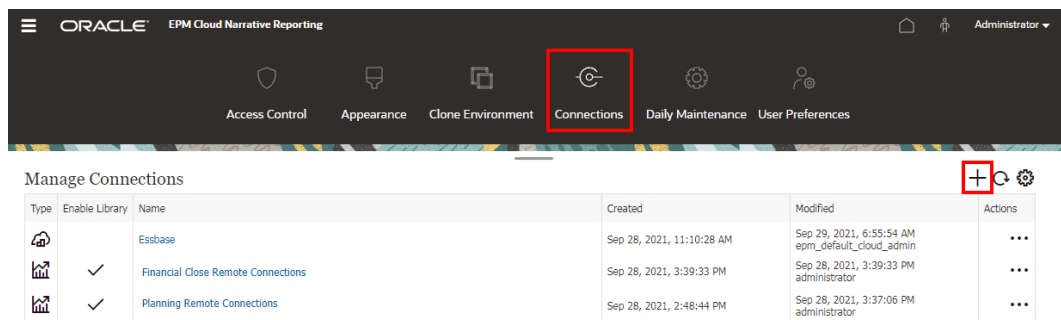 ORACLE EPM Cloud Narrative Reporting Administrator
Access Control Appearance Clone Environment Connections Daily Maintenance User Preferences
Manage Connections
Type Enable Library Name Created Modified Actions
Essbase Sep 28, 2021, 11:10:28 AM Sep 29, 2021, 6:55:54 AM
epm_default_cloud_admin
Financial Close Remote Connections Sep 28, 2021, 3:39:33 PM Sep 28, 2021, 3:39:33 PM
administrator
Planning Remote Connections Sep 28, 2021, 2:48:44 PM Sep 28, 2021, 3:37:06 PM
administrator